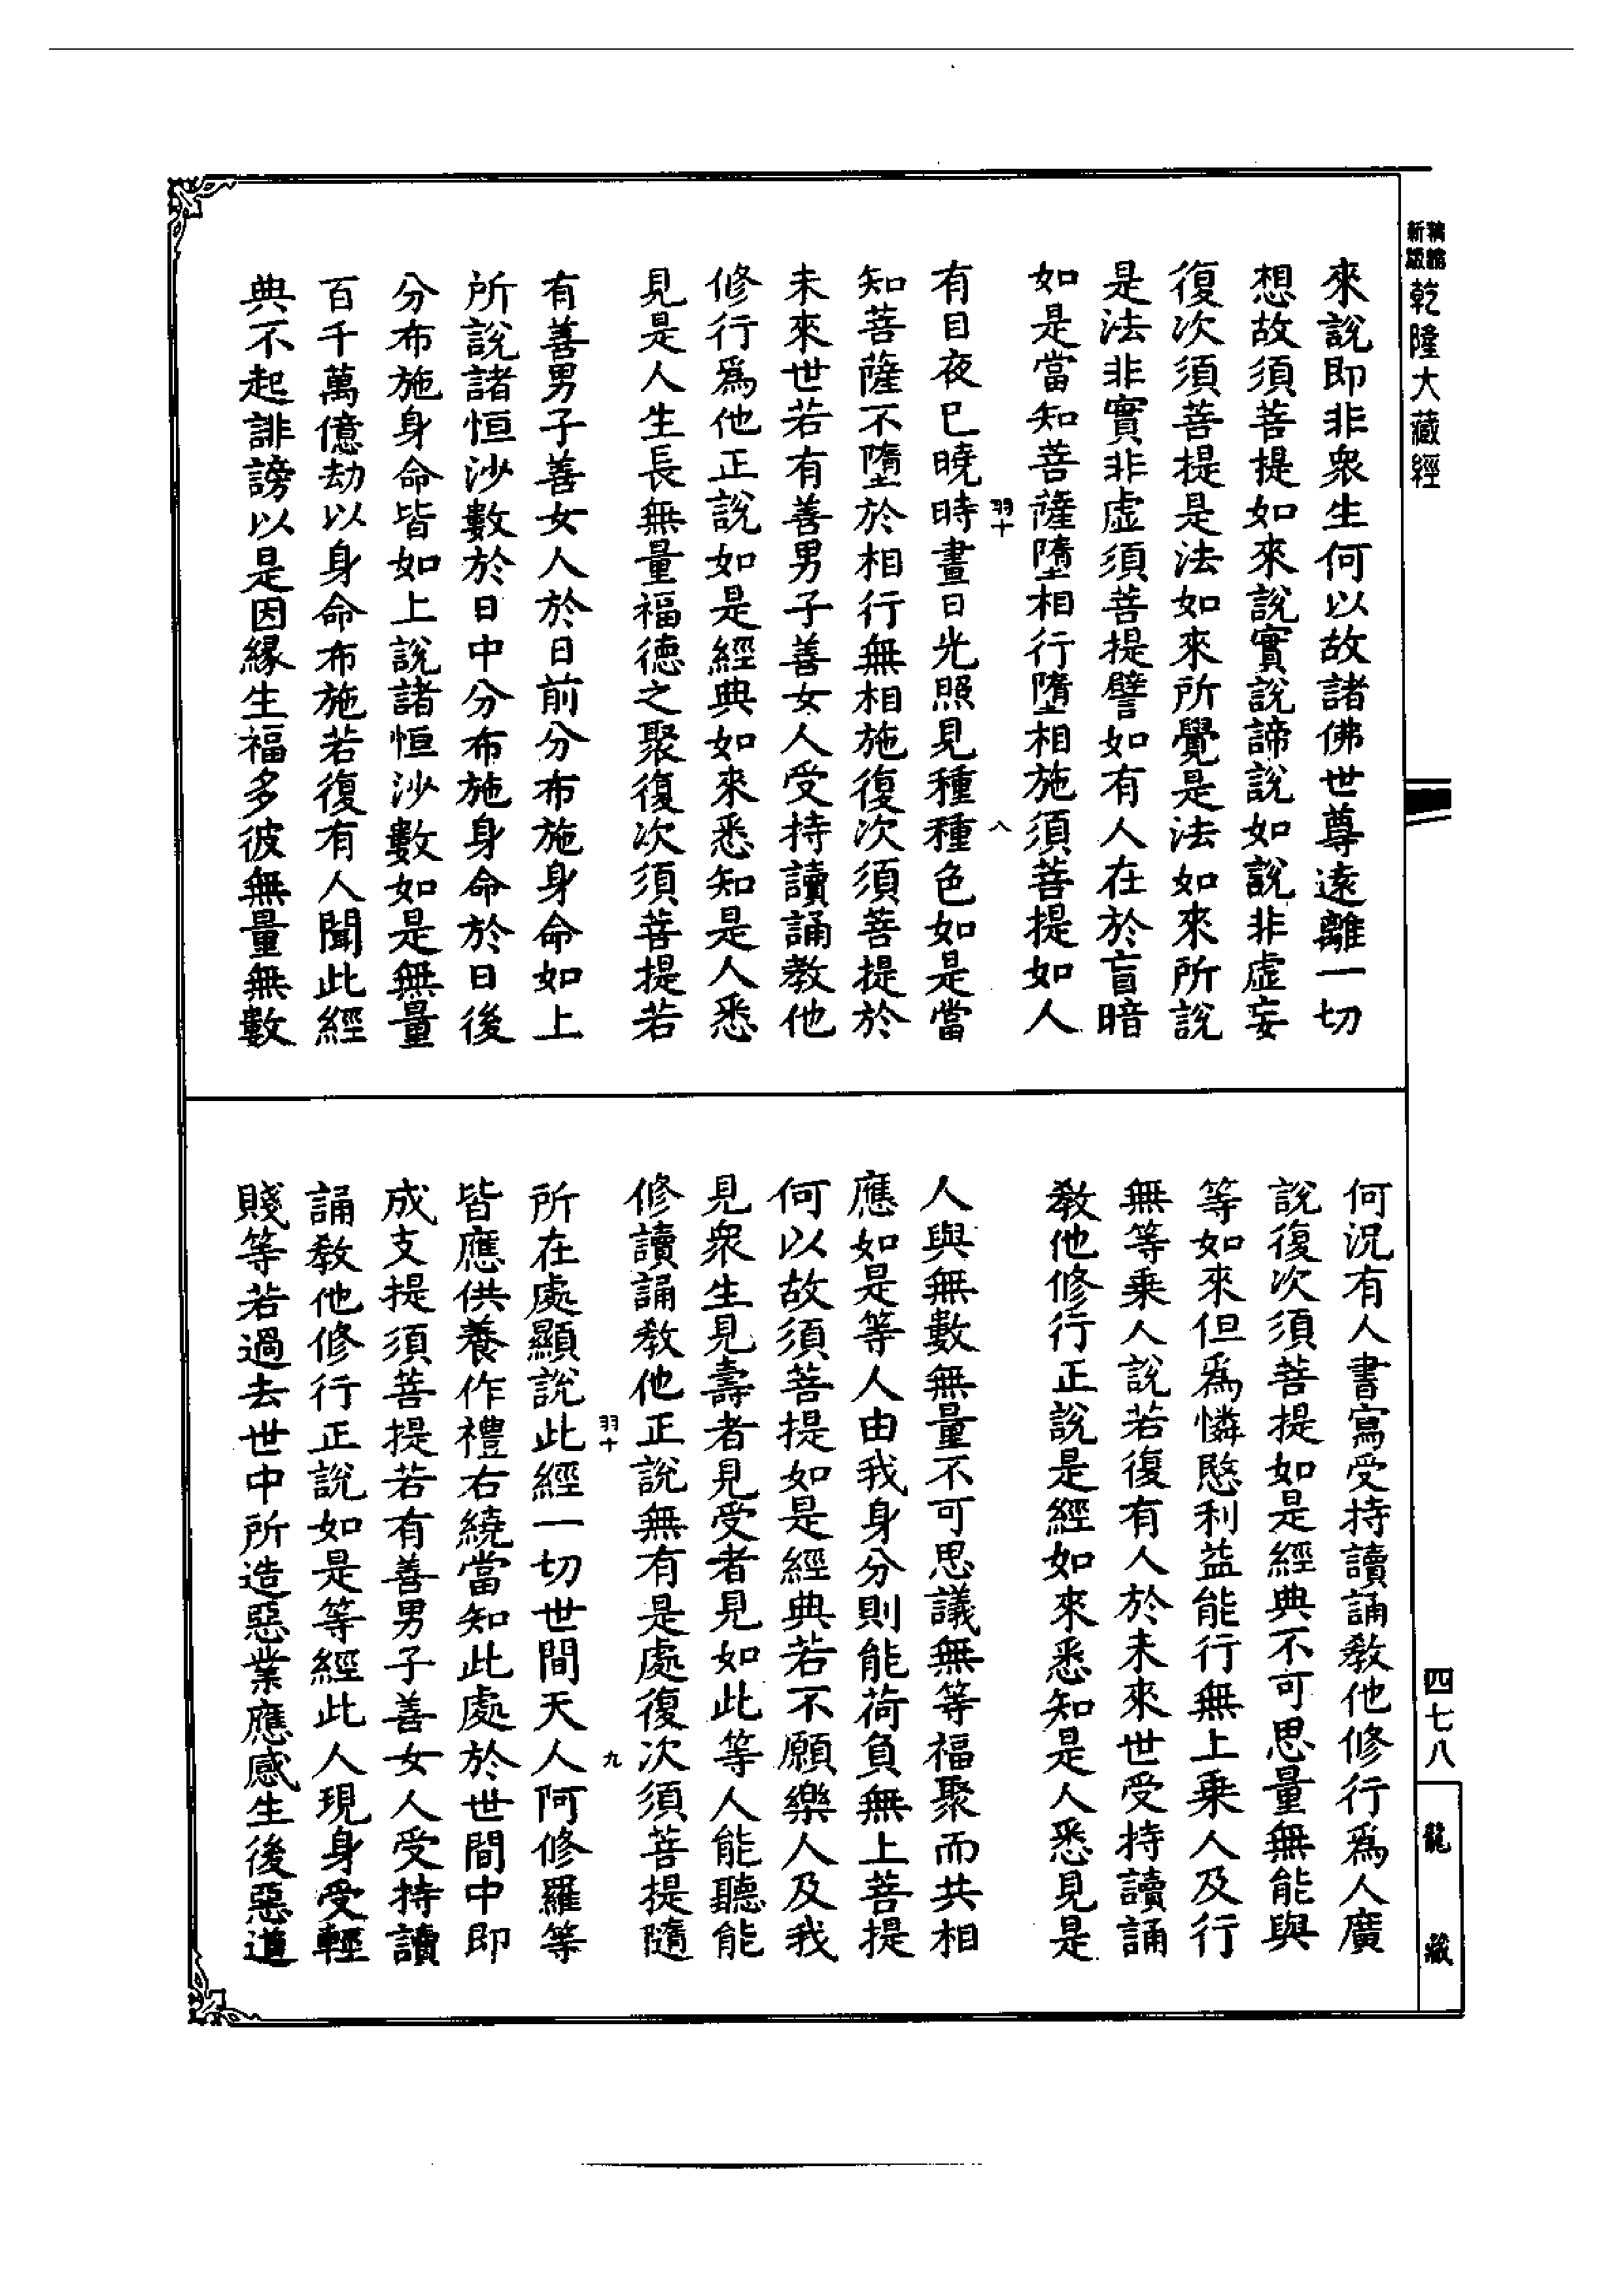 新編縮版乾隆大藏經
來說即非衆生何以故諸佛世尊遠離一切
想故須菩提如來說實說諦說如說非虛妄
復次須菩提是法如來所覺是法如來所說
是法非實非虛須菩提譬如有人在於盲暗
如是當知菩薩墮相行墮相施須菩提如人
羽十 八
有目夜已曉時晝日光照見種種色如是當
知菩薩不墮於相行無相施復次須菩提於
未來世若有善男子善女人受持讀誦教他
修行爲他正說如是經典如來悉知是人悉
見是人生長無量福德之聚復次須菩提若
有善男子善女人於日前分布施身命如上
所說諸恒沙數於日中分布施身命於日後
分布施身命皆如上說諸恒沙數如是無量
百千萬億劫以身命布施若復有人聞此經
典不起誹謗以是因緣生福多彼無量無數
何況有人書寫受持讀誦教他修行爲人廣
說復次須菩提如是經典不可思量無能與
等如來但爲憐愍利益能行無上乘人及行
無等乘人說若復有人於未來世受持讀誦
教他修行正說是經如來悉知是人悉見是
人與無數無量不可思議無等福聚而共相
應如是等人由我身分則能荷負無上菩提
何以故須菩提如是經典若不願樂人及我
見衆生見壽者見受者見如此等人能聽能
修讀誦教他正說無有是處復次須菩提隨
羽十 九
所在處顯說此經一切世間天人阿修羅等
皆應供養作禮右繞當知此處於世間中即
成支提須菩提若有善男子善女人受持讀
誦教他修行正說如是等經此人現身受輕
賤等若過去世中所造惡業應感生後惡道
四七八
龍藏